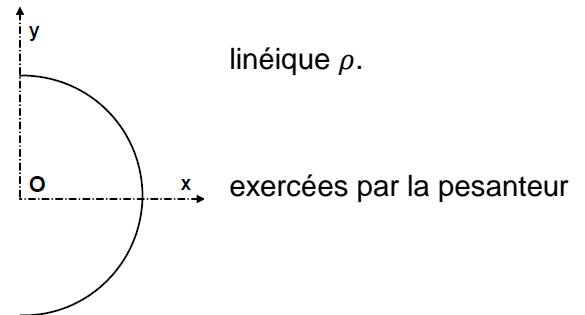 y
linéique ρ.
O
x
exercées par la pesanteur